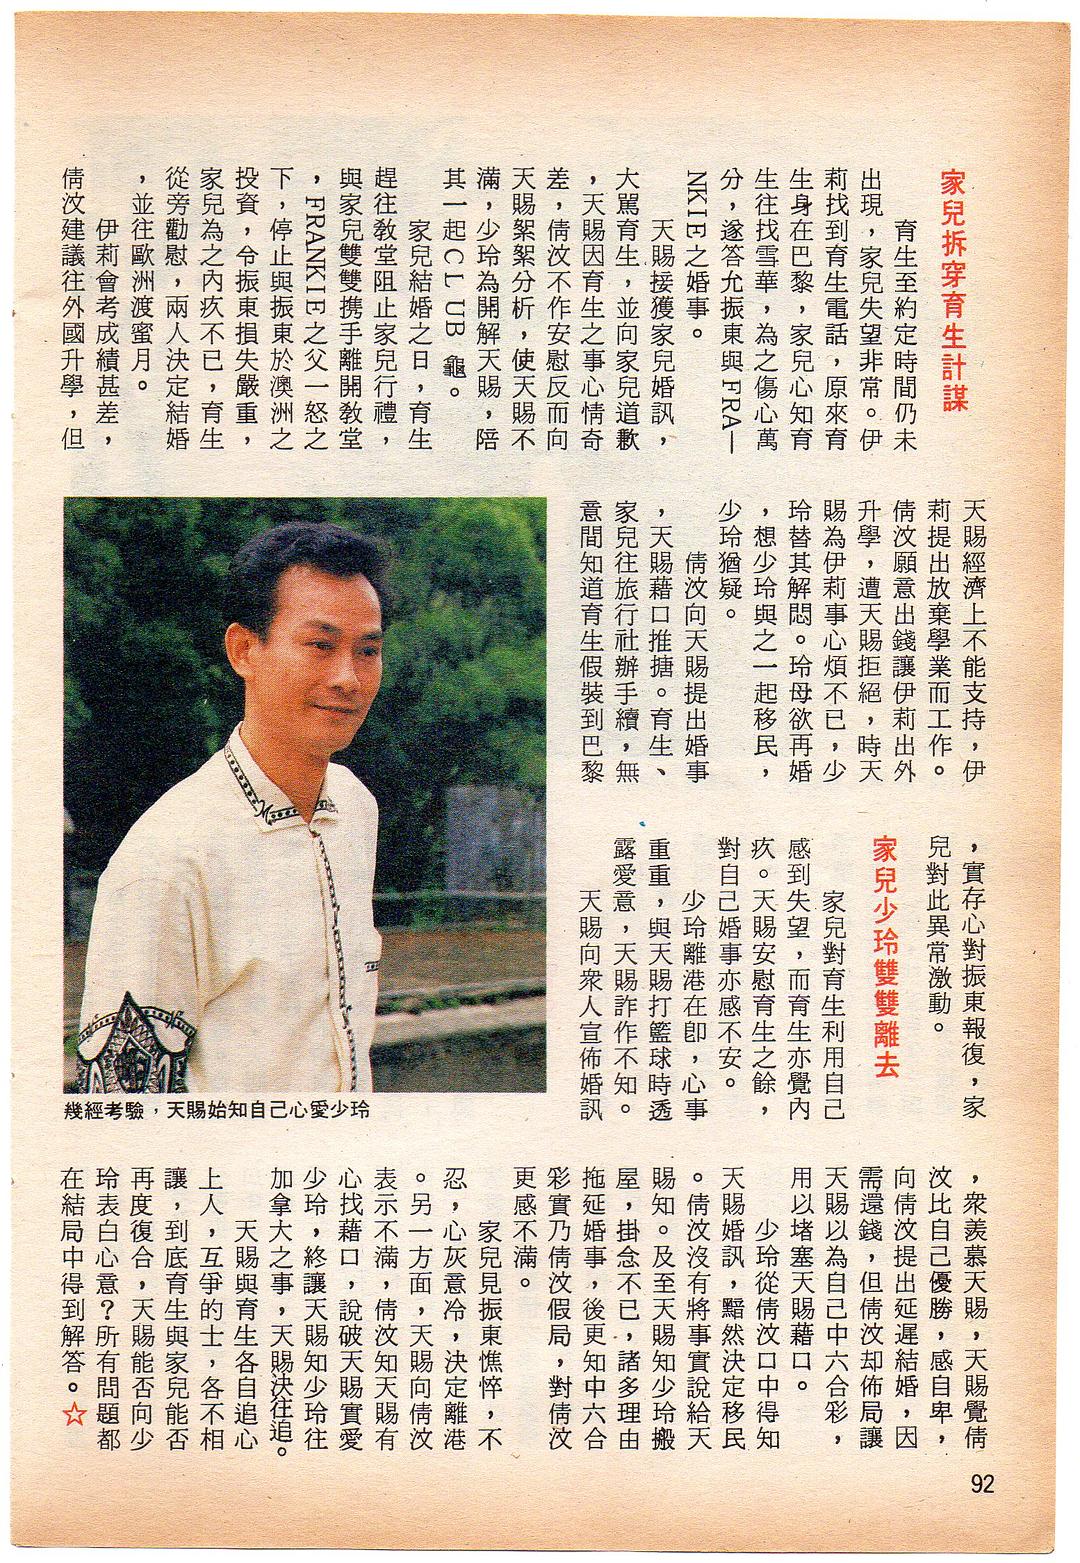 家兒拆穿育生計謀
育生至約定時間仍未
出現，家兒失望非常。伊
莉找到育生電話，原來育
生身在巴黎，家兒心知育
生往找雪華，為之傷心萬
分，遂答允振東與FRA—
NKIE之婚事。
天賜接獲家兒婚訊，
大罵育生，並向家兒道歉
，天賜因育生之事心情奇
差，倩汶不作安慰反而向
天賜絮絮分析，使天賜不
滿，少玲為開解天賜，陪
其一起CLUB 龜。
家兒結婚之日，育生
趕往教堂阻止家兒行禮，
與家兒雙雙携手離開教堂
，FRANKIE之父一怒之
下，停止與振東於澳洲之
投資，令振東損失嚴重，
家兒為之內疚不已，育生
從旁勸慰，兩人決定結婚
，並往歐洲渡蜜月。
伊莉會考成績甚差，
倩汶建議往外國升學，但
天賜經濟上不能支持，伊
莉提出放棄學業而工作。
倩汶願意出錢讓伊莉出外
升學，遭天賜拒絕，時天
賜為伊莉事心煩不已，少
玲替其解悶。玲母欲再婚
，想少玲與之一起移民，
少玲猶疑。
倩汶向天賜提出婚事
，天賜藉口推搪。育生、
家兒往旅行社辦手續，無
意間知道育生假裝到巴黎
，實存心對振東報復，家
兒對此異常激動。
家兒少玲雙雙離去
家兒對育生利用自己
感到失望，而育生亦覺內
疚。天賜安慰育生之餘，
對自己婚事亦感不安。
少玲離港在卽，心事
重重，與天賜打籃球時透
露愛意，天賜詐作不知。
天賜向衆人宣佈婚訊
，衆羨慕天賜，天賜覺倩
汶比自己優勝，感自卑，
向倩汶提出延遲結婚，因
需還錢，但倩汶却佈局讓
天賜以為自己中六合彩，
用以堵塞天賜藉口。
少玲從倩汶口中得知
天賜婚訊，黯然決定移民
。倩汶沒有將事實說給天
賜知。及至天賜知少玲搬
屋，掛念不已，諸多理由
拖延婚事，後更知中六合
彩實乃倩汶假局，對倩汶
更感不滿。
家兒見振東憔悴，不
忍，心灰意冷，決定離港
。另一方面，天賜向倩汶
表示不滿，倩汶知天賜有
心找藉口，說破天賜實愛
少玲，終讓天賜知少玲往
加拿大之事，天賜決往追。
天賜與育生各自追心
上人，互爭的士，各不相
讓，到底育生與家兒能否
再度復合，天賜能否向少
玲表白心意？所有問題都
在結局中得到解答。☆
幾經考驗，天賜始知自己心愛少玲
92